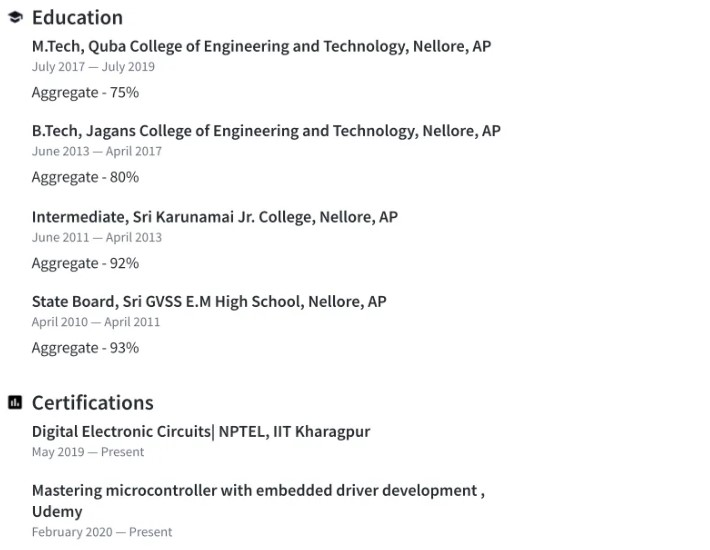 Education
M.Tech, Quba College of Engineering and Technology, Nellore, AP
July 2017 — July 2019
Aggregate - 75%
B.Tech, Jagans College of Engineering and Technology, Nellore, AP
June 2013 — April 2017
Aggregate - 80%
Intermediate, Sri Karunamai Jr. College, Nellore, AP
June 2011 — April 2013
Aggregate - 92%
State Board, Sri GVSS E.M High School, Nellore, AP
April 2010 — April 2011
Aggregate - 93%
Certifications
Digital Electronic Circuits| NPTEL, IIT Kharagpur
May 2019 — Present
Mastering microcontroller with embedded driver development ,
Udemy
February 2020 — Present